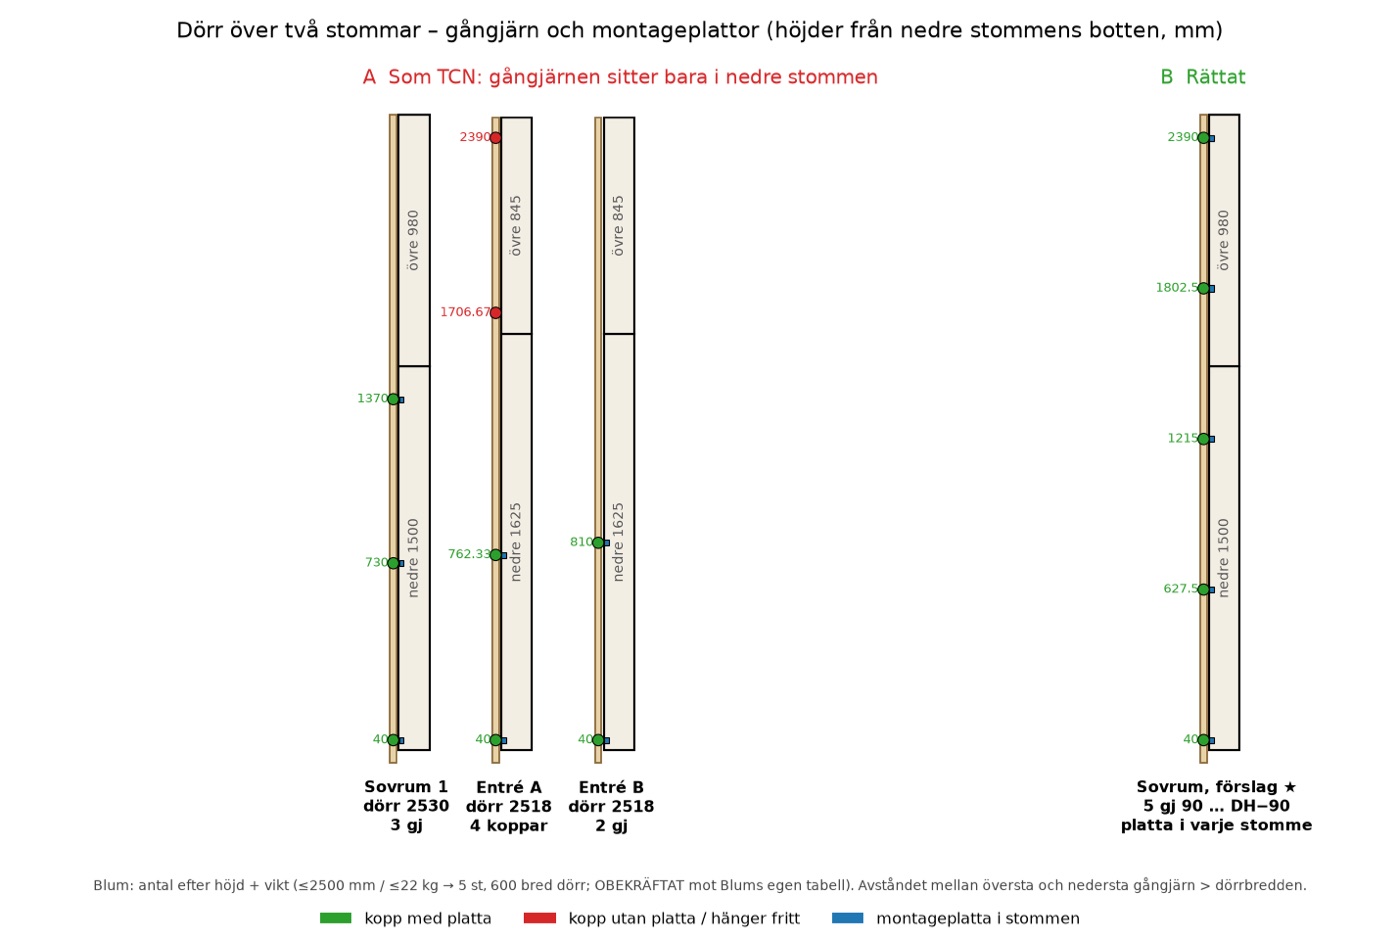 Dörr över två stommar – gångjärn och montageplattor (höjder från nedre stommens botten, mm)
A  Som TCN: gångjärnen sitter bara i nedre stommen
B  Rättat
2390
1706.67
1370
762.33
730
810
40
40
40
övre 980
övre 845
övre 845
nedre 1500
nedre 1625
nedre 1625
2390
1802.5
1215
627.5
40
övre 980
nedre 1500
Sovrum 1
dörr 2530
3 gj
Entré A
dörr 2518
4 koppar
Entré B
dörr 2518
2 gj
Sovrum, förslag ★
5 gj 90 … DH−90
platta i varje stomme
Blum: antal efter höjd + vikt (≤2500 mm / ≤22 kg → 5 st, 600 bred dörr; OBEKRÄFTAT mot Blums egen tabell). Avståndet mellan översta och nedersta gångjärn > dörrbredden.
kopp med platta
kopp utan platta / hänger fritt
montageplatta i stommen